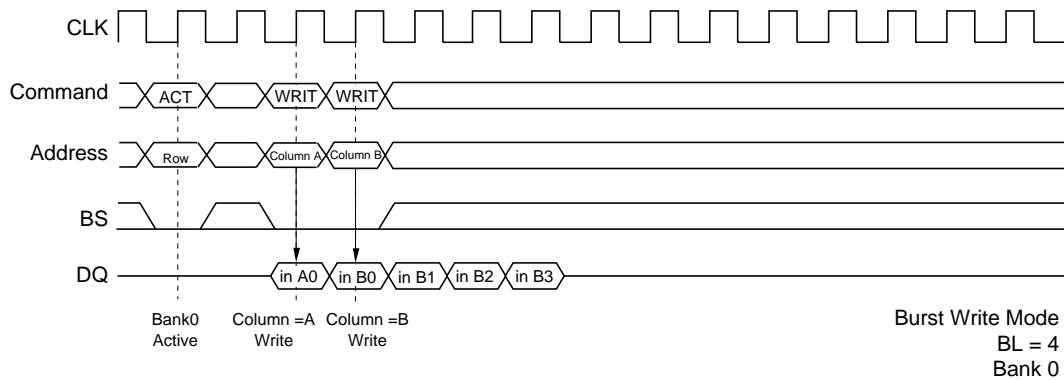 CLK
Command ACT WRIT WRIT
Address Row Column A Column B
BS
DQ in A0 in B0 in B1 in B2 in B3
Bank0 Column =A Column =B
Active Write Write
Burst Write Mode
BL = 4
Bank 0